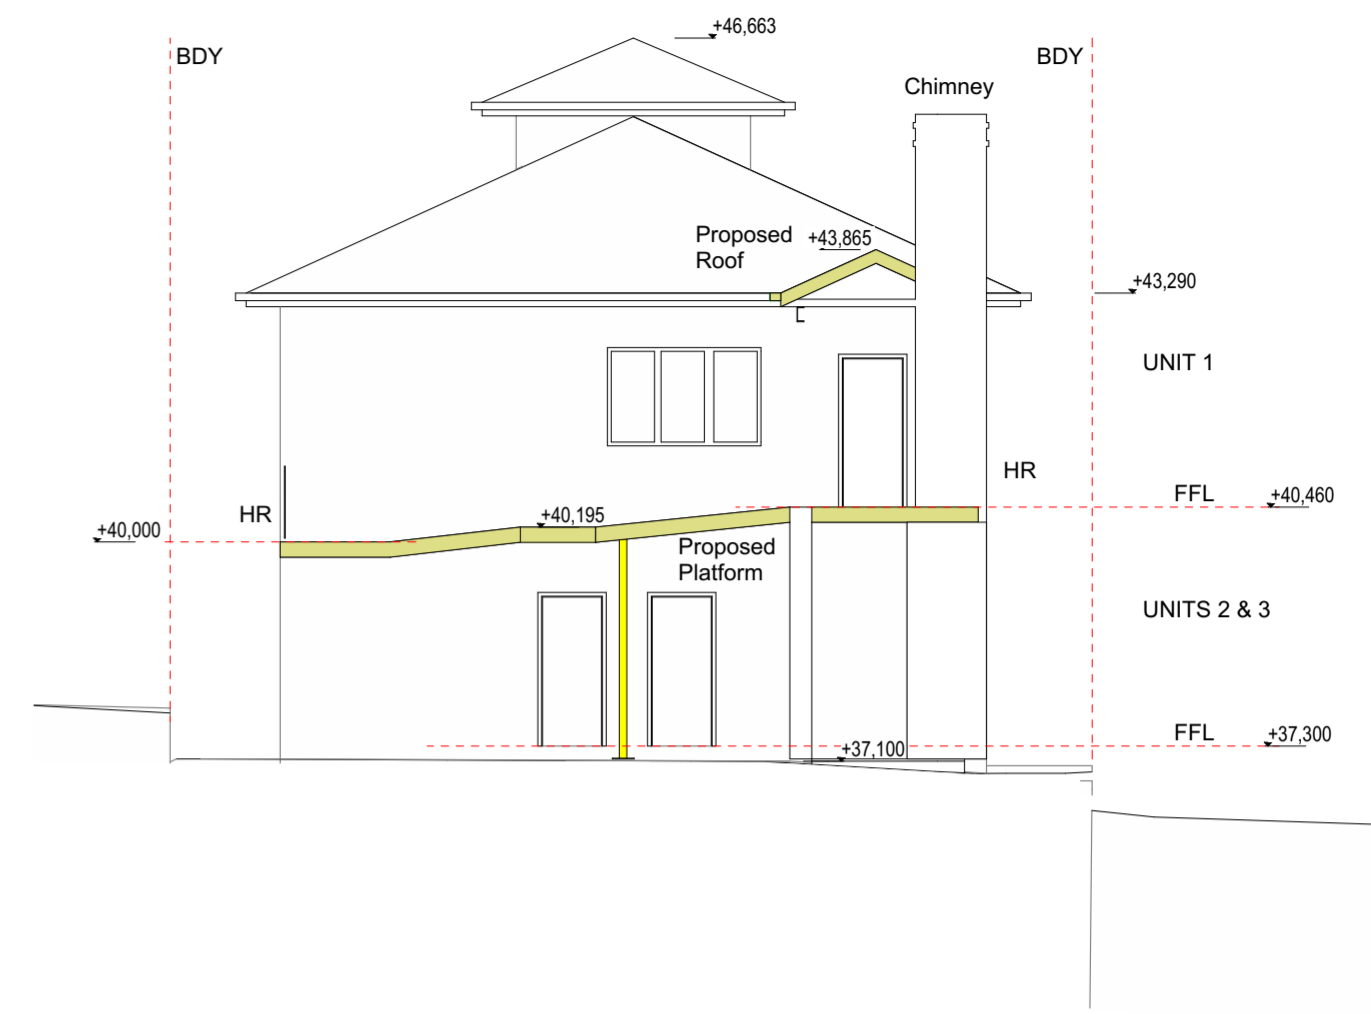 +46,663
BDY
BDY
Chimney
Proposed
Roof
+43,865
+43,290
UNIT 1
HR
FFL
+40,460
HR
+40,195
+40,000
Proposed
Platform
UNITS 2 & 3
FFL
+37,300
+37,100